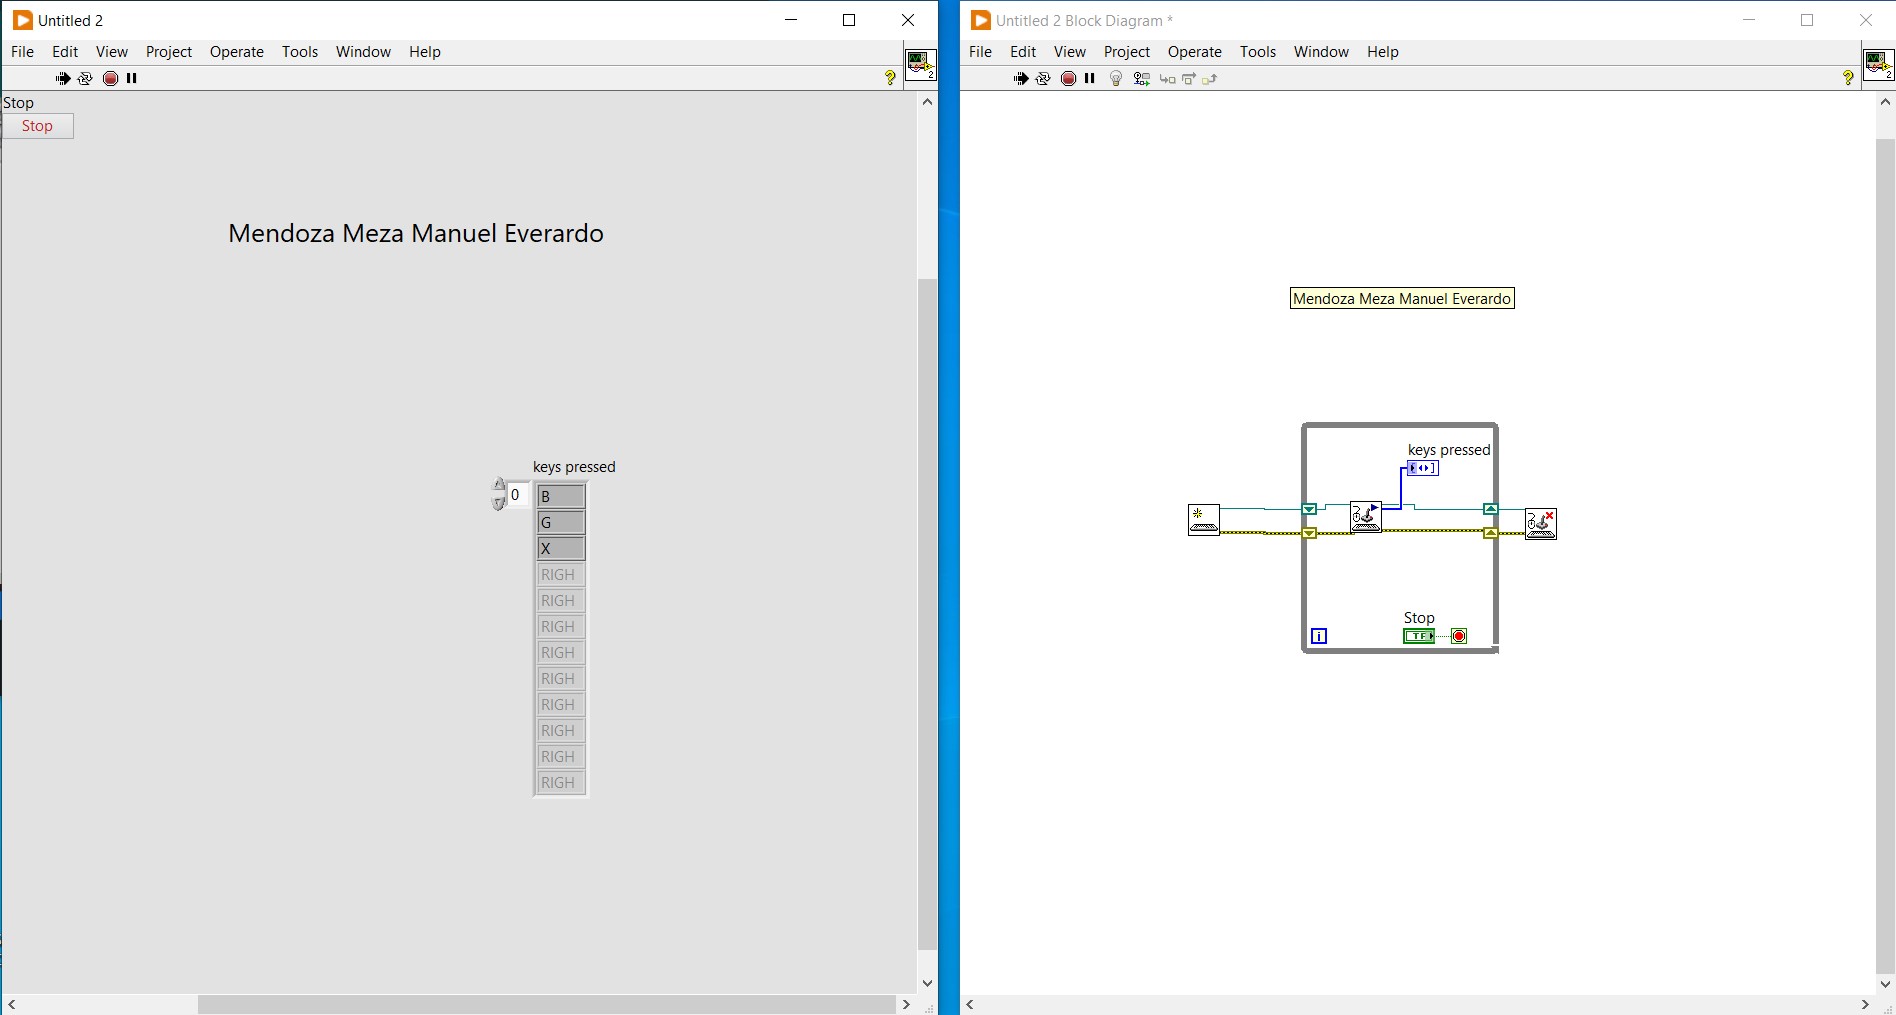 Untitled 2
File Edit View Project Operate Tools Window Help
2
Stop
Stop
Mendoza Meza Manuel Everardo
keys pressed
0
B
G
X
RIGH
RIGH
RIGH
RIGH
RIGH
RIGH
RIGH
RIGH
RIGH
Untitled 2 Block Diagram *
File Edit View Project Operate Tools Window Help
2
Mendoza Meza Manuel Everardo
keys pressed
Stop
i
TF